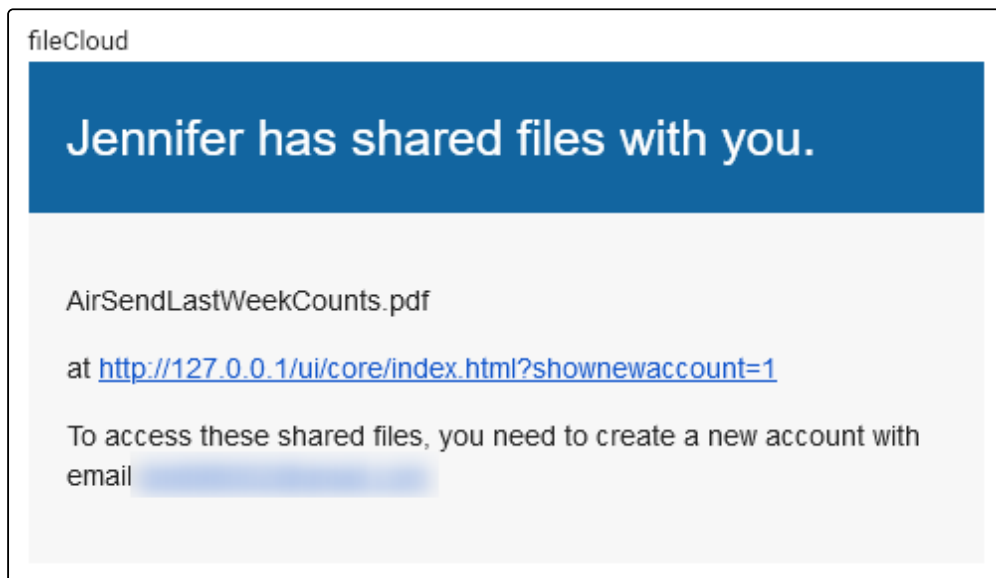 fileCloud
Jennifer has shared files with you.
AirSendLastWeekCounts.pdf
at http://127.0.0.1/ui/core/index.html?shownewaccount=1
To access these shared files, you need to create a new account with
email